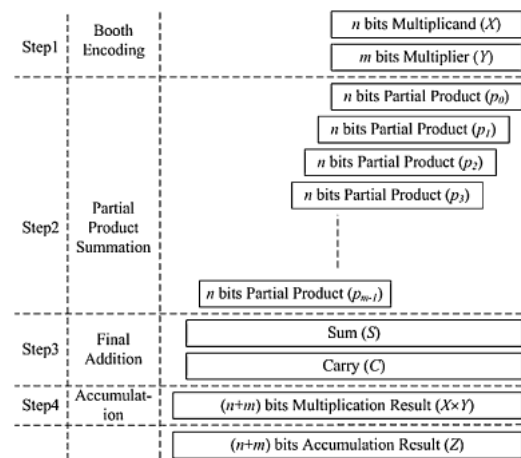 Step1
Booth
Encoding
n bits Multiplicand (X)
m bits Multiplier (Y)
Step2
Partial
Product
Summation
n bits Partial Product (p0)
n bits Partial Product (p1)
n bits Partial Product (p2)
n bits Partial Product (p3)
n bits Partial Product (pm-1)
Step3
Final
Addition
Sum (S)
Carry (C)
Step4
Accumulat-
ion
(n+m) bits Multiplication Result (X×Y)
(n+m) bits Accumulation Result (Z)